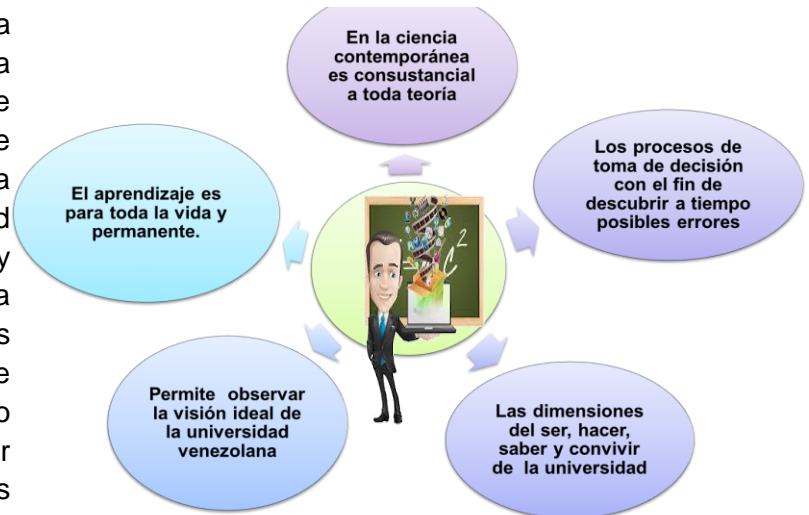 a
a
e
e
a
d
y
a
s
e
o
r
s
En la ciencia
contemporánea
es consustancial
a toda teoría
Los procesos de
toma de decisión
con el fin de
descubrir a tiempo
posibles errores
El aprendizaje es
para toda la vida y
permanente.
C²
Permite observar
la visión ideal de
la universidad
venezolana
Las dimensiones
del ser, hacer,
saber y convivir
de la universidad